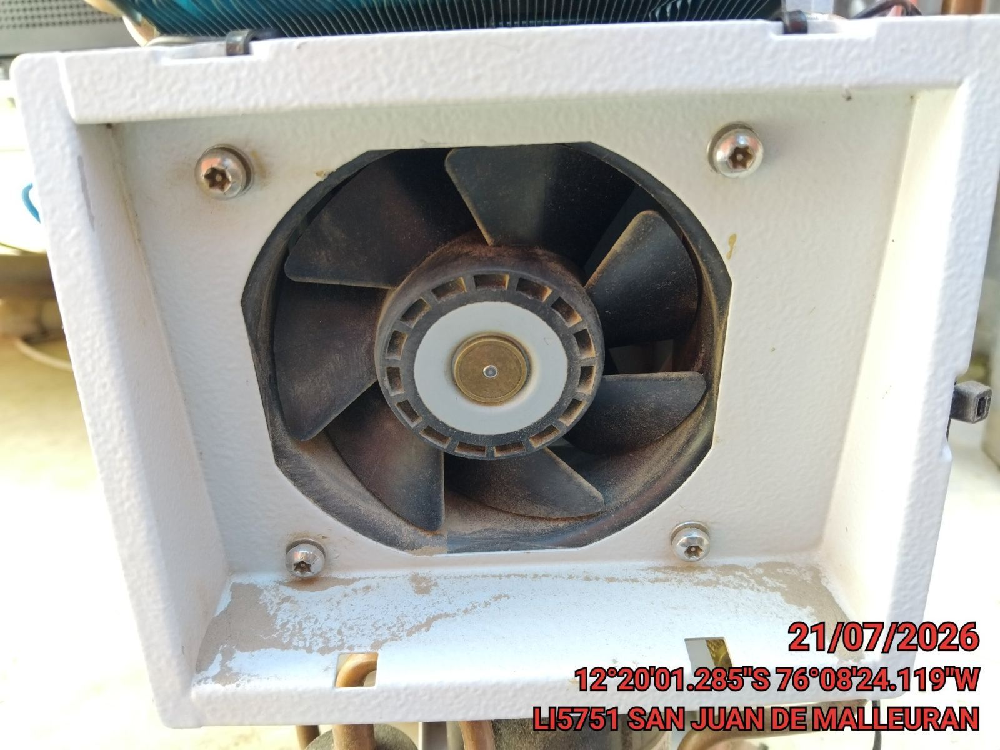 21/07/2026
12°20'01.285"S 76°08'24.119"W
LI5751 SAN JUAN DE MALLEURAN